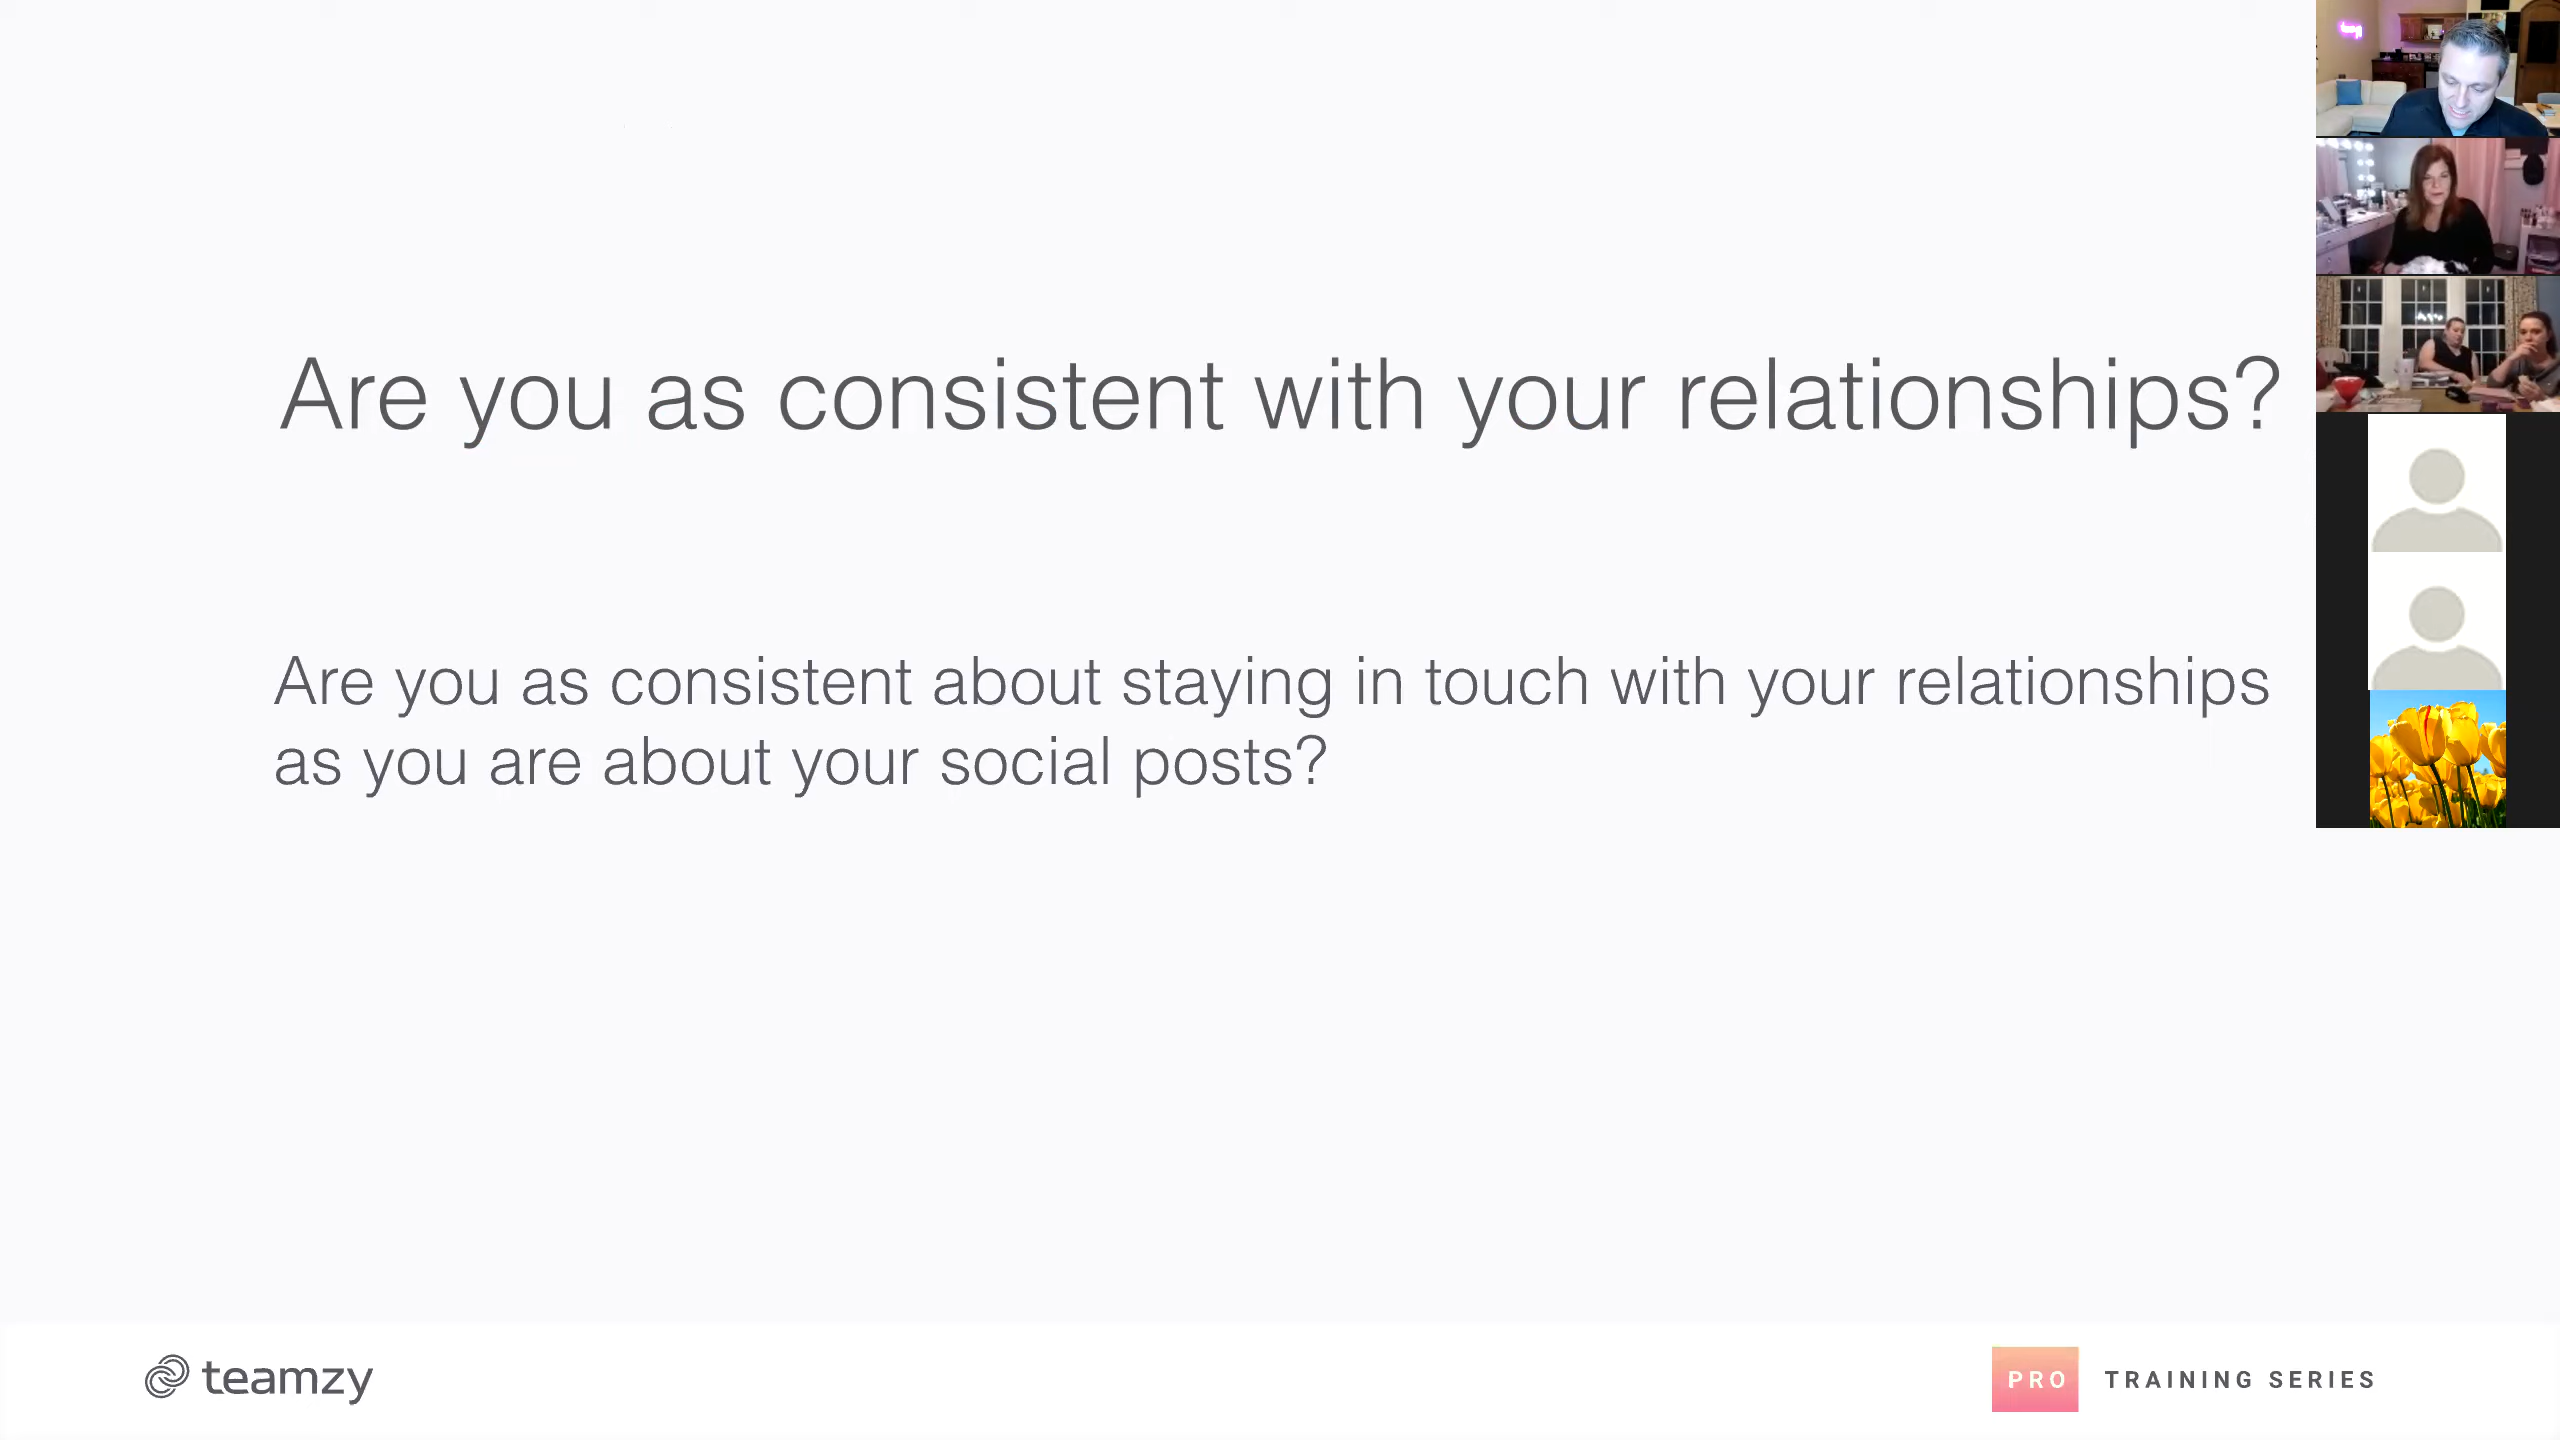 Are you as consistent with your relationships?
Are you as consistent about staying in touch with your relationships
as you are about your social posts?
teamzy
PRO TRAINING SERIES